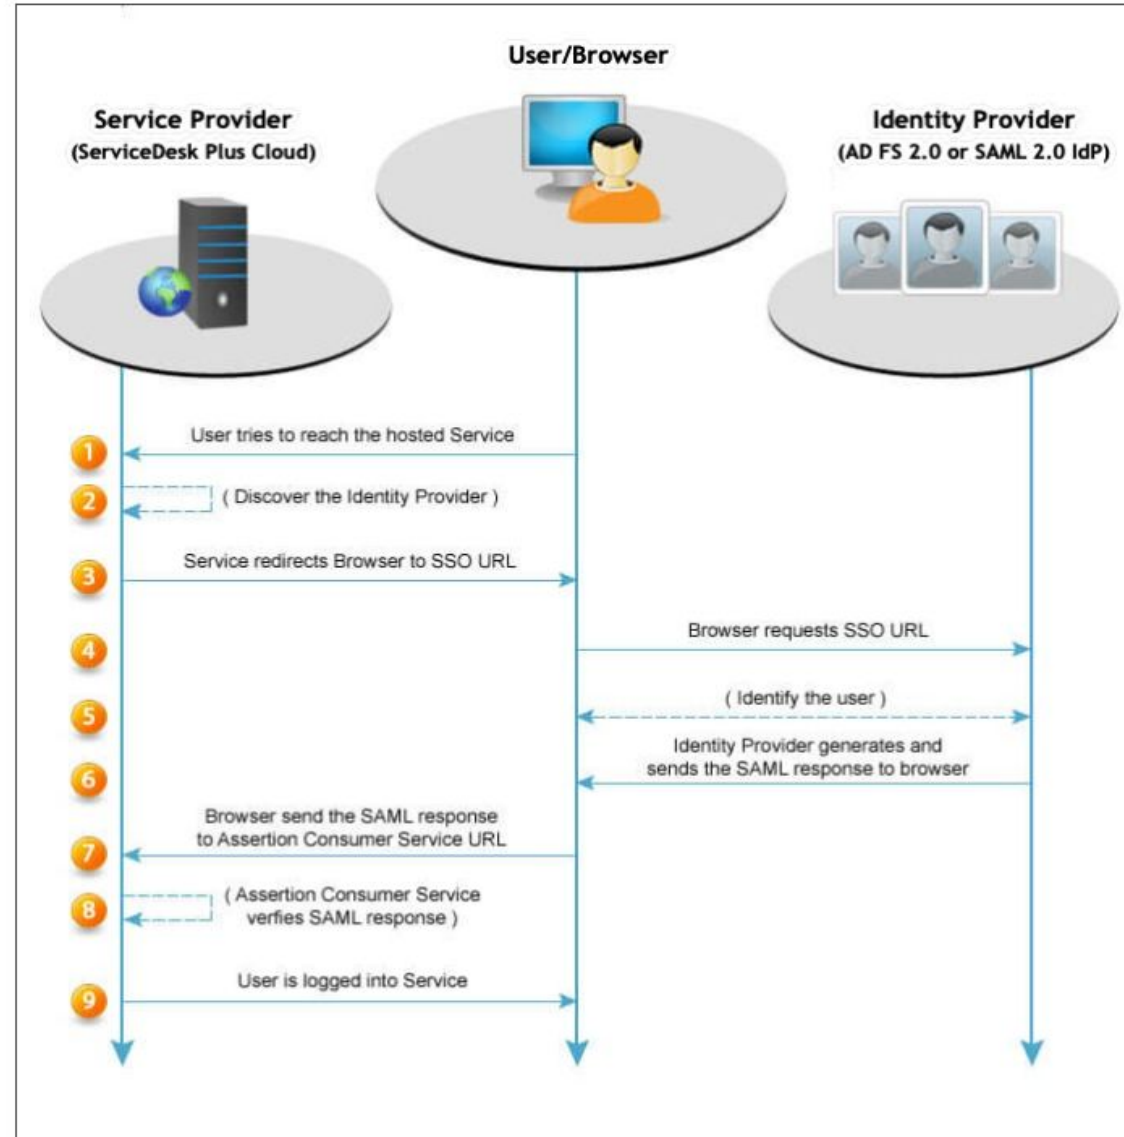 User/Browser
Service Provider
(ServiceDesk Plus Cloud)
Identity Provider
(AD FS 2.0 or SAML 2.0 IdP)
1
User tries to reach the hosted Service
2
( Discover the Identity Provider )
3
Service redirects Browser to SSO URL
4
Browser requests SSO URL
5
( Identify the user )
6
Identity Provider generates and
sends the SAML response to browser
7
Browser send the SAML response
to Assertion Consumer Service URL
8
( Assertion Consumer Service
verfies SAML response )
9
User is logged into Service